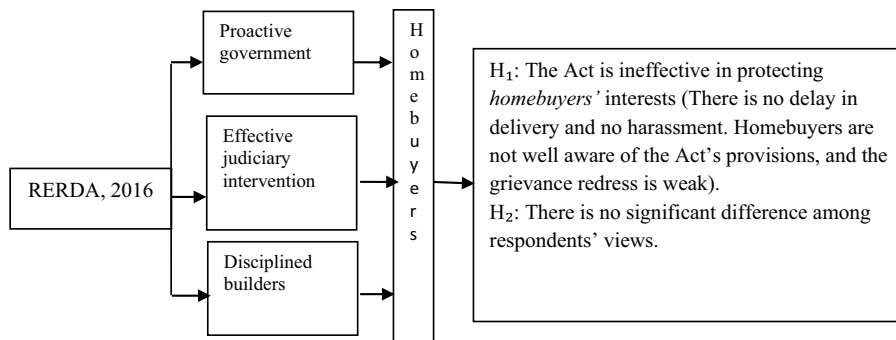 RERDA, 2016
Proactive
government
Effective
judiciary
intervention
Disciplined
builders
Homebuyers
H₁: The Act is ineffective in protecting
homebuyers’ interests (There is no delay in
delivery and no harassment. Homebuyers are
not well aware of the Act’s provisions, and the
grievance redress is weak).
H₂: There is no significant difference among
respondents’ views.